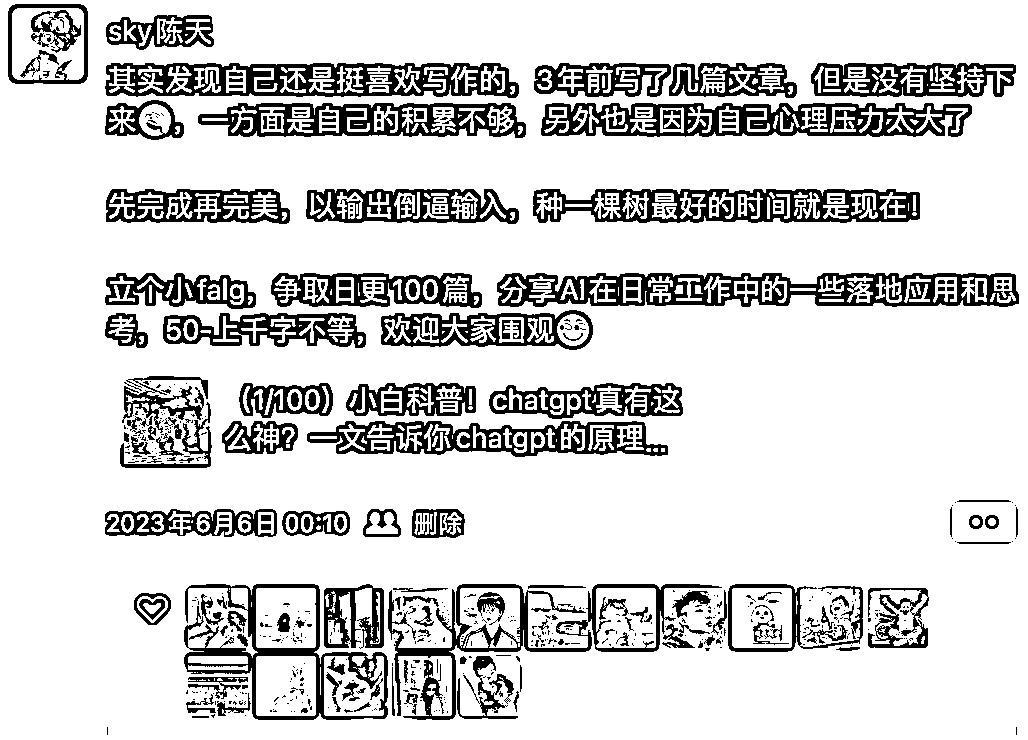 sky陈天
其实发现自己还是挺喜欢写作的，3年前写了几篇文章，但是没有坚持下
来，一方面是自己的积累不够，另外也是因为自己心理压力太大了
先完成再完美，以输出倒逼输入，种一棵树最好的时间就是现在！
立个小falg，争取日更100篇，分享AI在日常工作中的一些落地应用和思
考，50-上千字不等，欢迎大家围观
（1/100）小白科普！chatgpt真有这
么神？一文告诉你chatgpt的原理...
2023年6月6日 00:10 删除